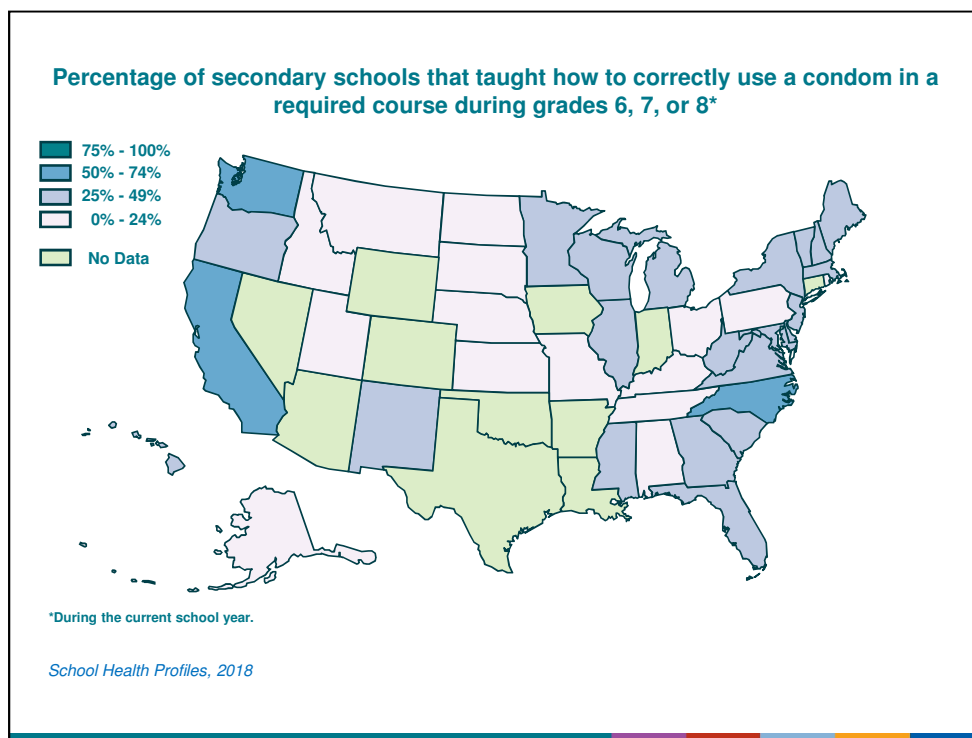 Percentage of secondary schools that taught how to correctly use a condom in a
required course during grades 6, 7, or 8*
75% - 100%
50% - 74%
25% - 49%
0% - 24%
No Data
*During the current school year.
School Health Profiles, 2018